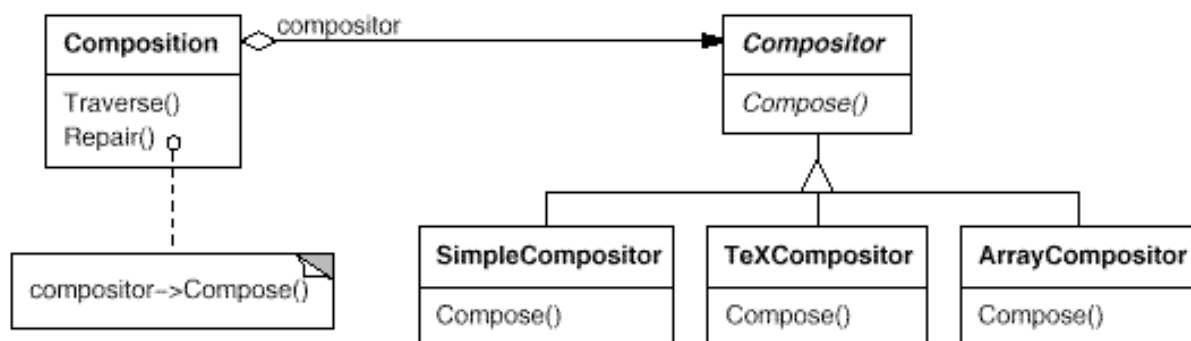 Composition
Traverse()
Repair()
compositor
Compositor
Compose()
compositor->Compose()
SimpleCompositor
Compose()
TeXCompositor
Compose()
ArrayCompositor
Compose()